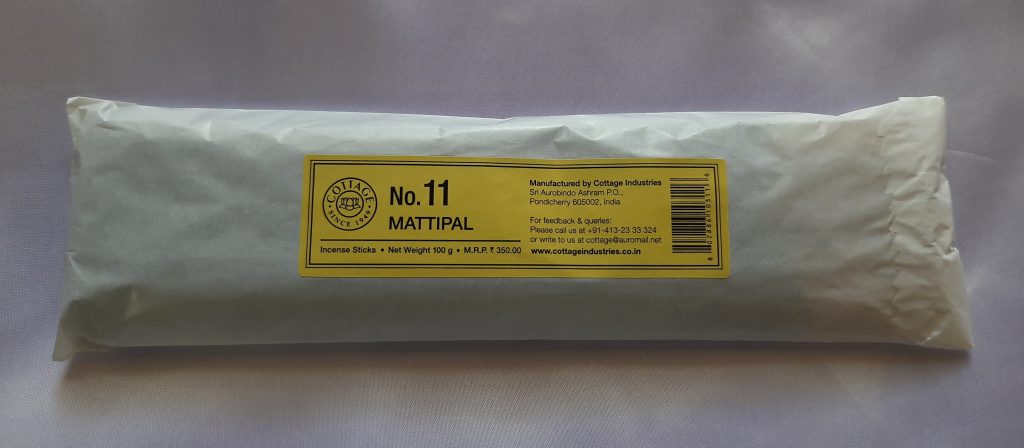 COTTAGE
SINCE 1949
No. 11
MATTIPAL
Incense Sticks • Net Weight 100 g • M.R.P. ₹ 350.00
Manufactured by Cottage Industries
Sri Aurobindo Ashram P.O.,
Pondicherry 605002, India
For feedback & queries:
Please call us at +91-413-23 33 324
or write to us at cottage@auromail.net
www.cottageindustries.co.in